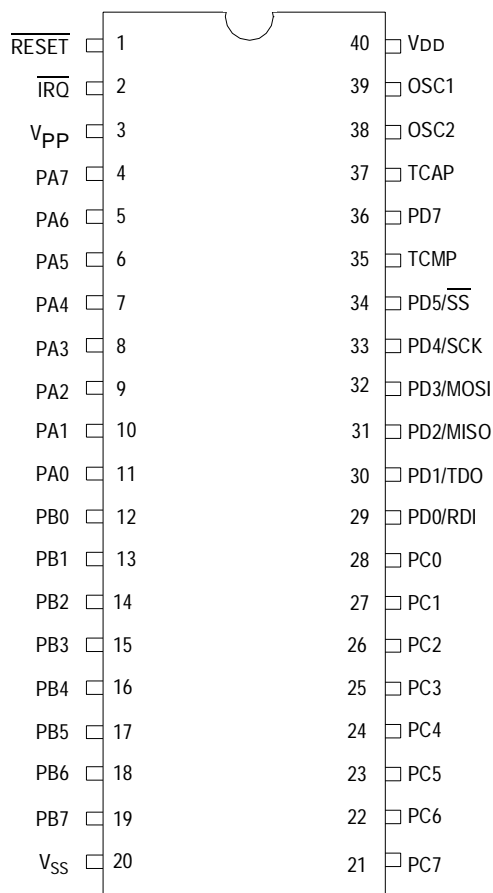 R̅E̅S̅E̅T̅ 1 40 VDD
I̅R̅Q̅ 2 39 OSC1
VPP 3 38 OSC2
PA7 4 37 TCAP
PA6 5 36 PD7
PA5 6 35 TCMP
PA4 7 34 PD5/S̅S̅
PA3 8 33 PD4/SCK
PA2 9 32 PD3/MOSI
PA1 10 31 PD2/MISO
PA0 11 30 PD1/TDO
PB0 12 29 PD0/RDI
PB1 13 28 PC0
PB2 14 27 PC1
PB3 15 26 PC2
PB4 16 25 PC3
PB5 17 24 PC4
PB6 18 23 PC5
PB7 19 22 PC6
VSS 20 21 PC7